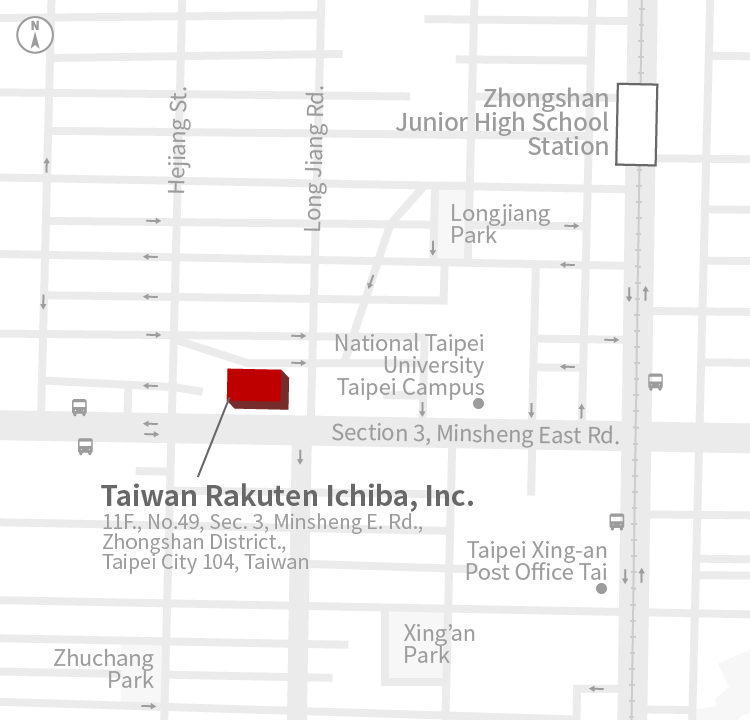 N
Hejiang St.
Long Jiang Rd.
Zhongshan
Junior High School
Station
Longjiang
Park
National Taipei
University
Taipei Campus
Section 3, Minsheng East Rd.
Taiwan Rakuten Ichiba, Inc.
11F., No.49, Sec. 3, Minsheng E. Rd.,
Zhongshan District.,
Taipei City 104, Taiwan
Taipei Xing-an
Post Office Tai
Xing’an
Park
Zhuchang
Park